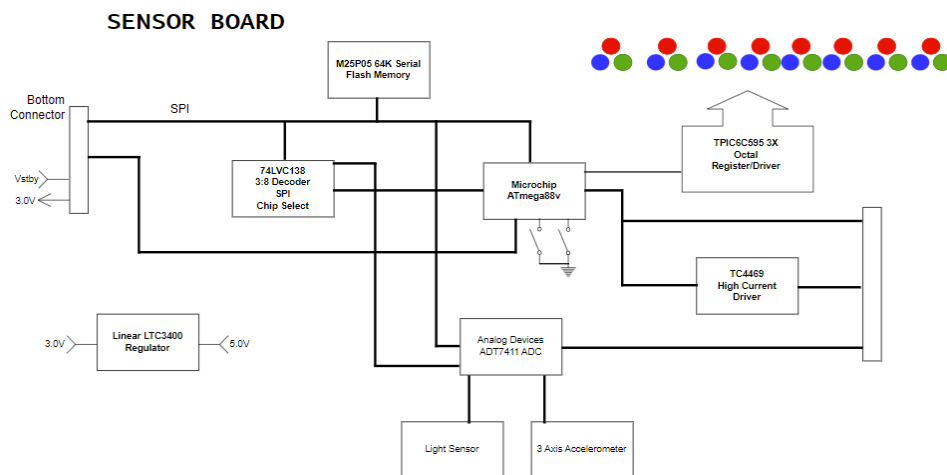 SENSOR BOARD
M25P05 64K Serial
Flash Memory
Bottom
Connector
SPI
TPIC6C595 3X
Octal
Register/Driver
74LVC138
3:8 Decoder
SPI
Chip Select
Microchip
ATmega88v
Vstby
3.0V
TC4469
High Current
Driver
3.0V
Linear LTC3400
Regulator
5.0V
Analog Devices
ADT7411 ADC
Light Sensor
3 Axis Accelerometer